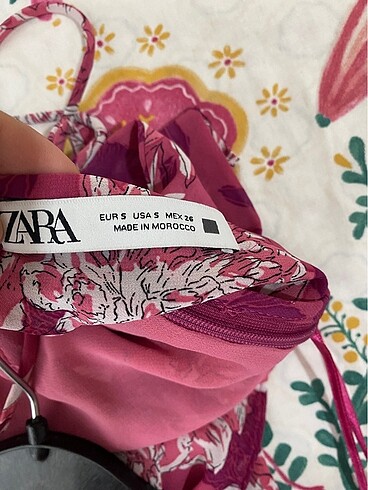 ZARA
EUR S USA S MEX 26
MADE IN MOROCCO